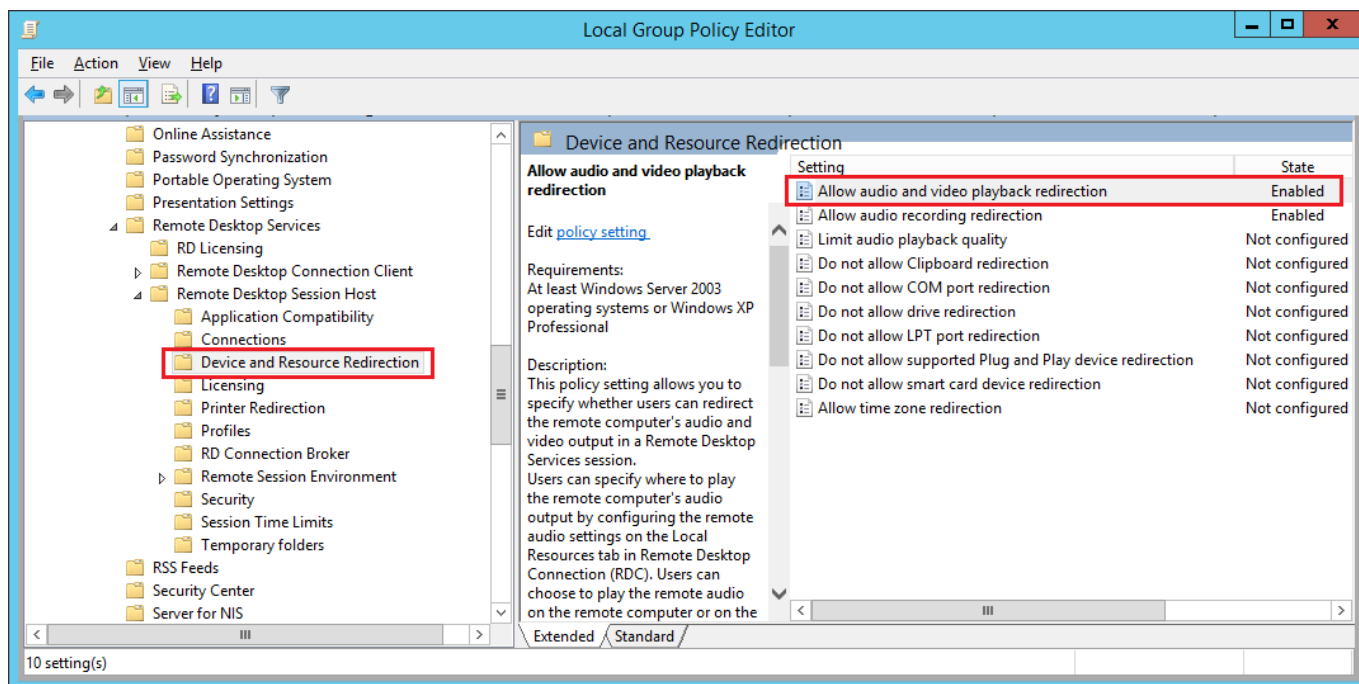 Local Group Policy Editor
File Action View Help
Online Assistance
Password Synchronization
Portable Operating System
Presentation Settings
Remote Desktop Services
RD Licensing
Remote Desktop Connection Client
Remote Desktop Session Host
Application Compatibility
Connections
Device and Resource Redirection
Licensing
Printer Redirection
Profiles
RD Connection Broker
Remote Session Environment
Security
Session Time Limits
Temporary folders
RSS Feeds
Security Center
Server for NIS
Device and Resource Redirection
Allow audio and video playback
redirection
Edit policy setting
Requirements:
At least Windows Server 2003
operating systems or Windows XP
Professional
Description:
This policy setting allows you to
specify whether users can redirect
the remote computer's audio and
video output in a Remote Desktop
Services session.
Users can specify where to play
the remote computer's audio
output by configuring the remote
audio settings on the Local
Resources tab in Remote Desktop
Connection (RDC). Users can
choose to play the remote audio
on the remote computer or on the
Setting State
Allow audio and video playback redirection Enabled
Allow audio recording redirection Enabled
Limit audio playback quality Not configured
Do not allow Clipboard redirection Not configured
Do not allow COM port redirection Not configured
Do not allow drive redirection Not configured
Do not allow LPT port redirection Not configured
Do not allow supported Plug and Play device redirection Not configured
Do not allow smart card device redirection Not configured
Allow time zone redirection Not configured
Extended Standard
10 setting(s)